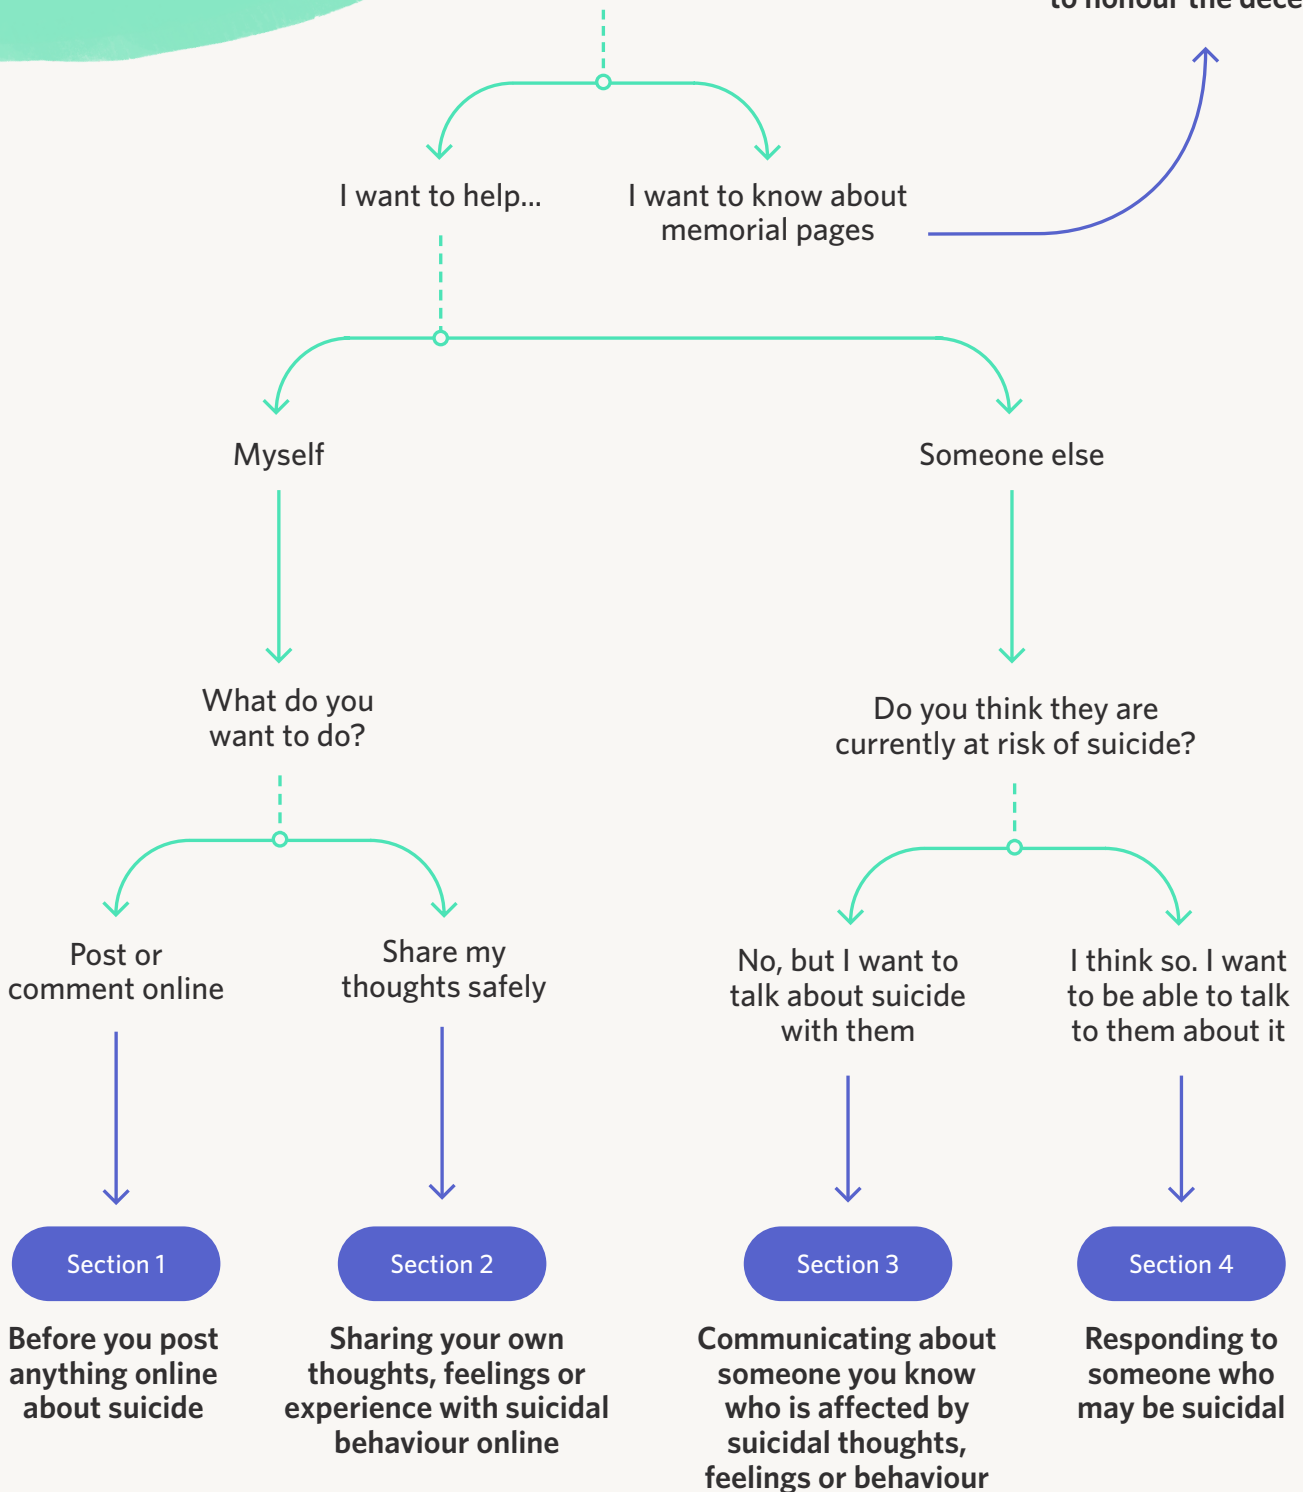 to honour the
I want to help...
I want to know about
memorial pages
Myself
Someone else
What do you
want to do?
Do you think they are
currently at risk of suicide?
Post or
comment online
Share my
thoughts safely
No, but I want to
talk about suicide
with them
I think so. I want
to be able to talk
to them about it
Section 1
Before you post
anything online
about suicide
Section 2
Sharing your own
thoughts, feelings or
experience with suicidal
behaviour online
Section 3
Communicating about
someone you know
who is affected by
suicidal thoughts,
feelings or behaviour
Section 4
Responding to
someone who
may be suicidal